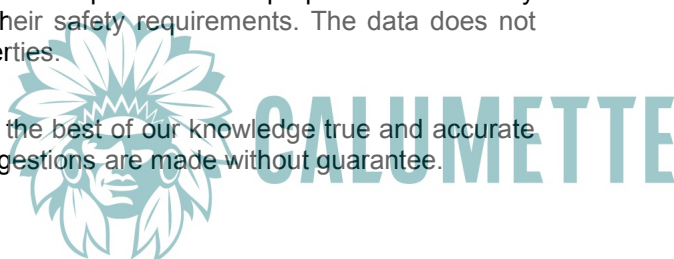 their safety requirements. The data does not
erties.
the best of our knowledge true and accurate
gestions are made without guarantee.
CALUMETTE